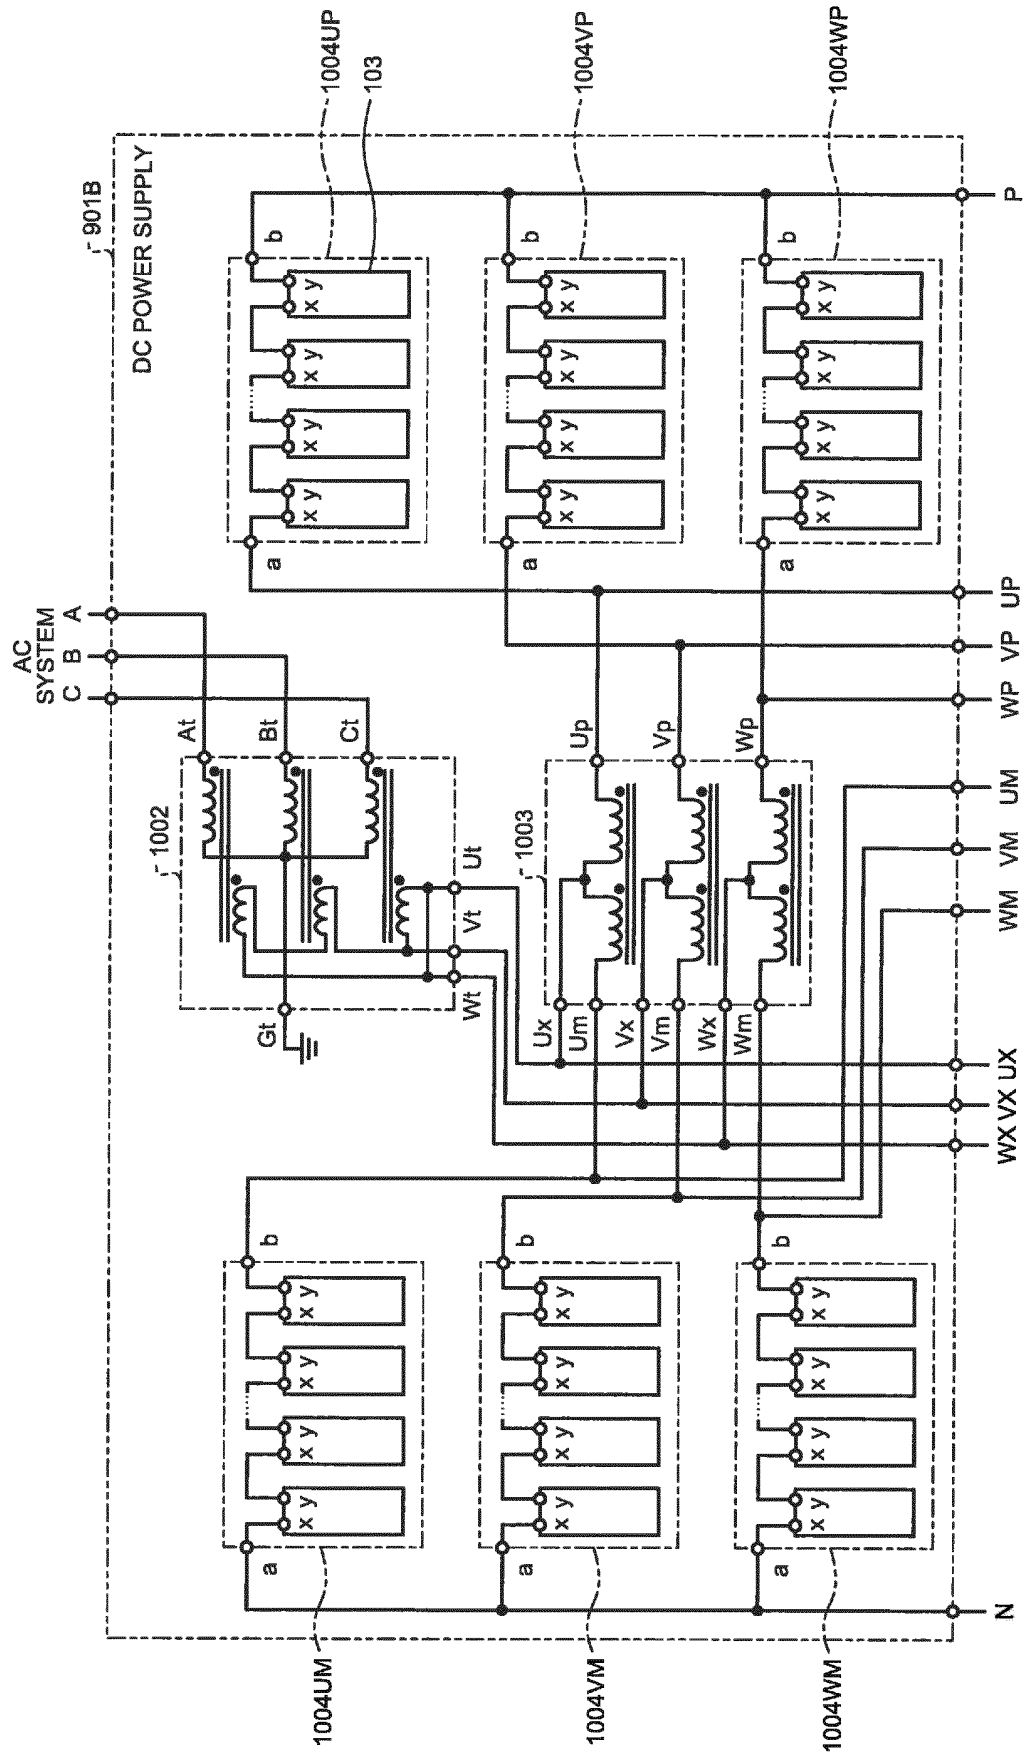 901B
DC POWER SUPPLY
AC
SYSTEM
C B A
1002
At
Bt
Ct
Gt
Ut
Vt
Wt
1003
Up
Vp
Wp
Ux
Um
Vx
Vm
Wx
Wm
1004UM
a b
x y x y x y x y
1004VM
a b
x y x y x y x y
1004WM
a b
x y x y x y x y
1004UP
103
a b
x y x y x y x y
1004VP
a b
x y x y x y x y
1004WP
a b
x y x y x y x y
N WX VX UX WM VM UM WP VP UP P